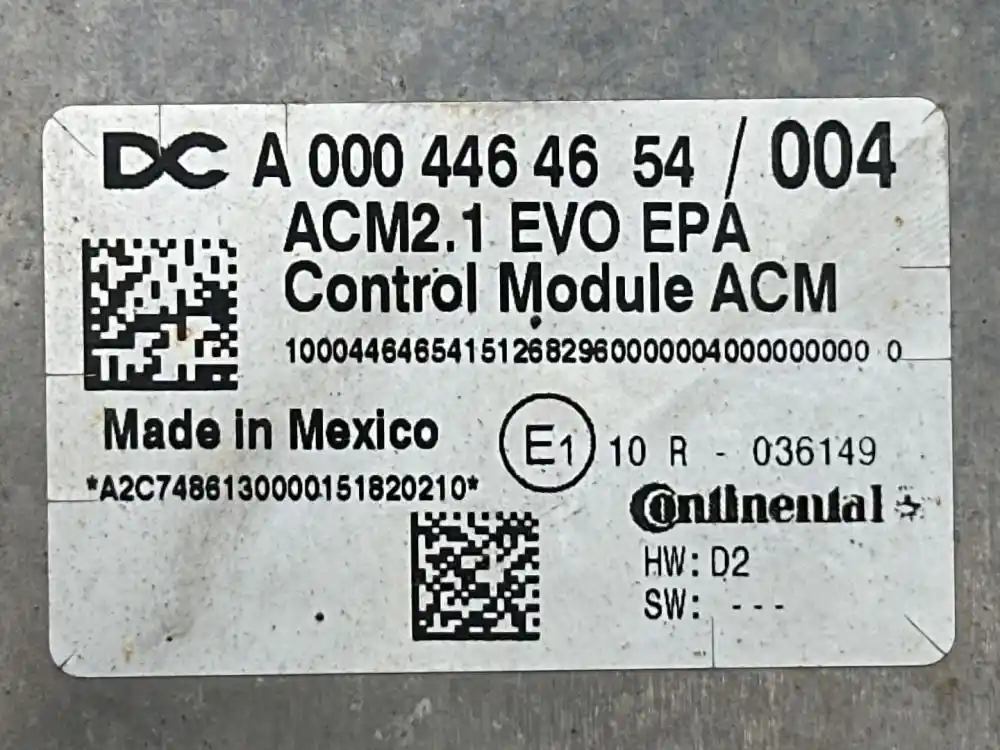 DC A 000 446 46 54 / 004
ACM2.1 EVO EPA
Control Module ACM
10004464654151268296000000400000000 0
Made in Mexico
E1 10 R - 036149
*A2C7486130000151820210*
Continental
HW: D2
SW: ---